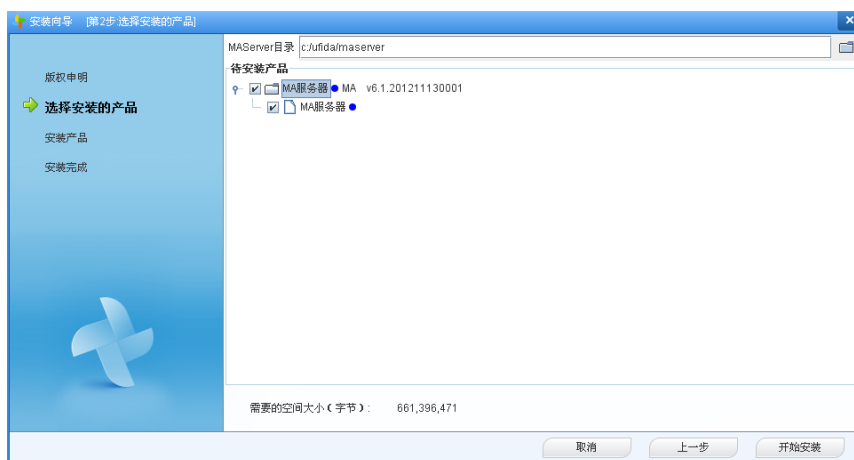 安装向导 [第2步:选择安装的产品]
MAServer目录 c:/ufida/maserver
版权申明
选择安装的产品
安装产品
安装完成
待安装产品
MA服务器 MA v6.1.201211130001
MA服务器
需要的空间大小（字节）： 661,396,471
取消 上一步 开始安装